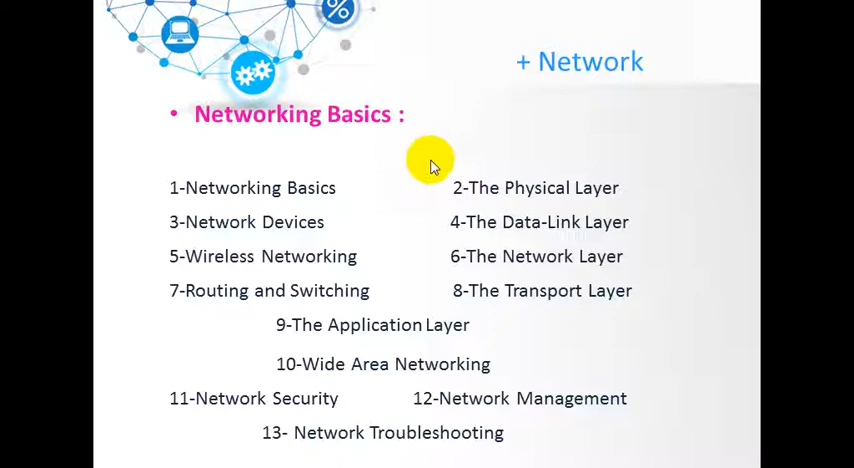 + Network
• Networking Basics :
1-Networking Basics 2-The Physical Layer
3-Network Devices 4-The Data-Link Layer
5-Wireless Networking 6-The Network Layer
7-Routing and Switching 8-The Transport Layer
9-The Application Layer
10-Wide Area Networking
11-Network Security 12-Network Management
13- Network Troubleshooting